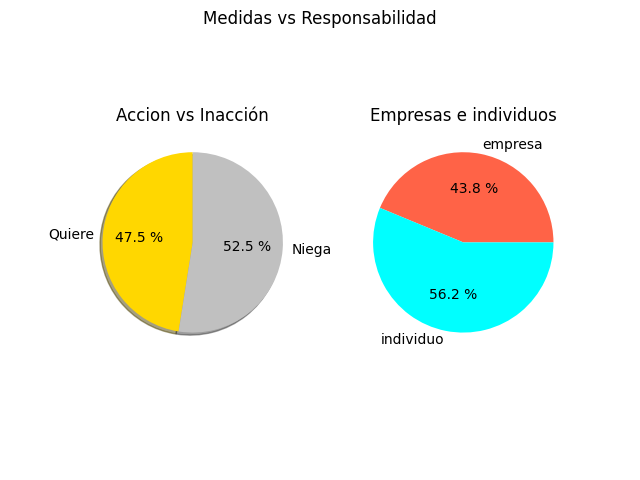 Medidas vs Responsabilidad
Accion vs Inacción
Quiere
47.5 %
52.5 %
Niega
Empresas e individuos
empresa
43.8 %
56.2 %
individuo